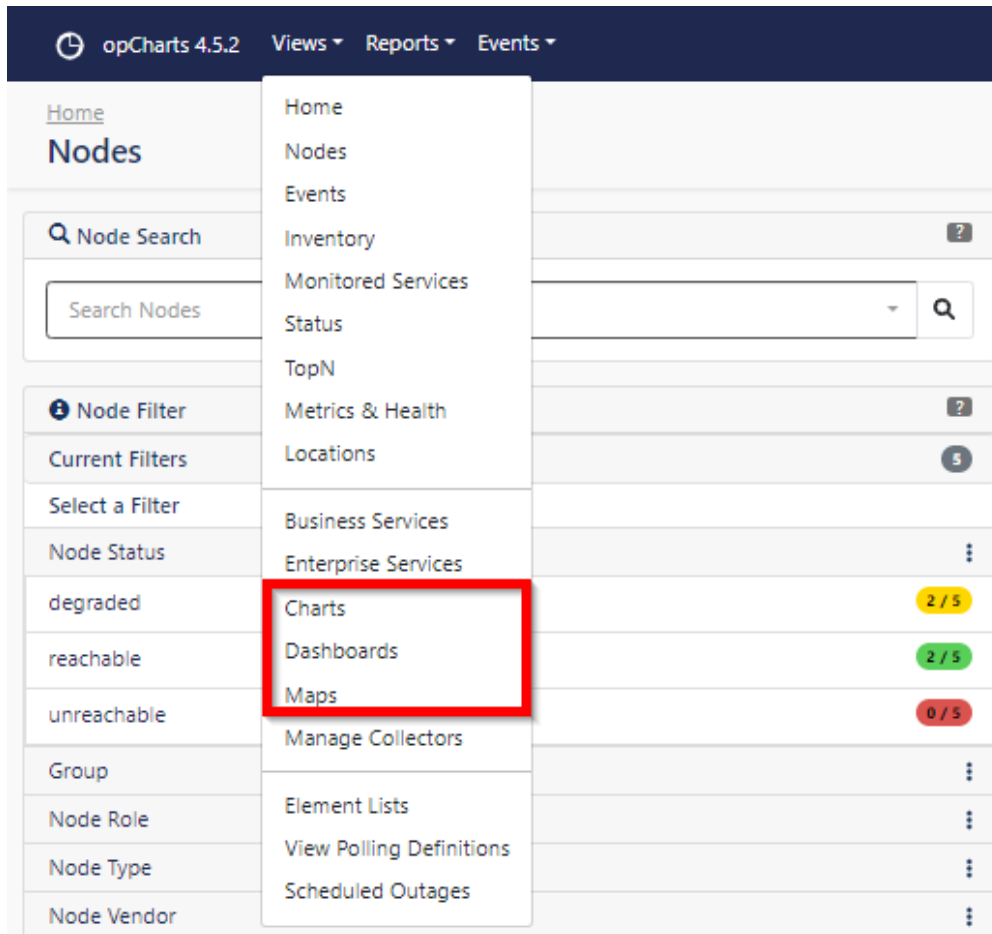 opCharts 4.5.2 Views Reports Events
Home
Nodes
Node Search
?
Search Nodes
Node Filter
?
Current Filters
5
Select a Filter
Node Status
degraded
2 / 5
reachable
2 / 5
unreachable
0 / 5
Group
Node Role
Node Type
Node Vendor
Home
Nodes
Events
Inventory
Monitored Services
Status
TopN
Metrics & Health
Locations
Business Services
Enterprise Services
Charts
Dashboards
Maps
Manage Collectors
Element Lists
View Polling Definitions
Scheduled Outages